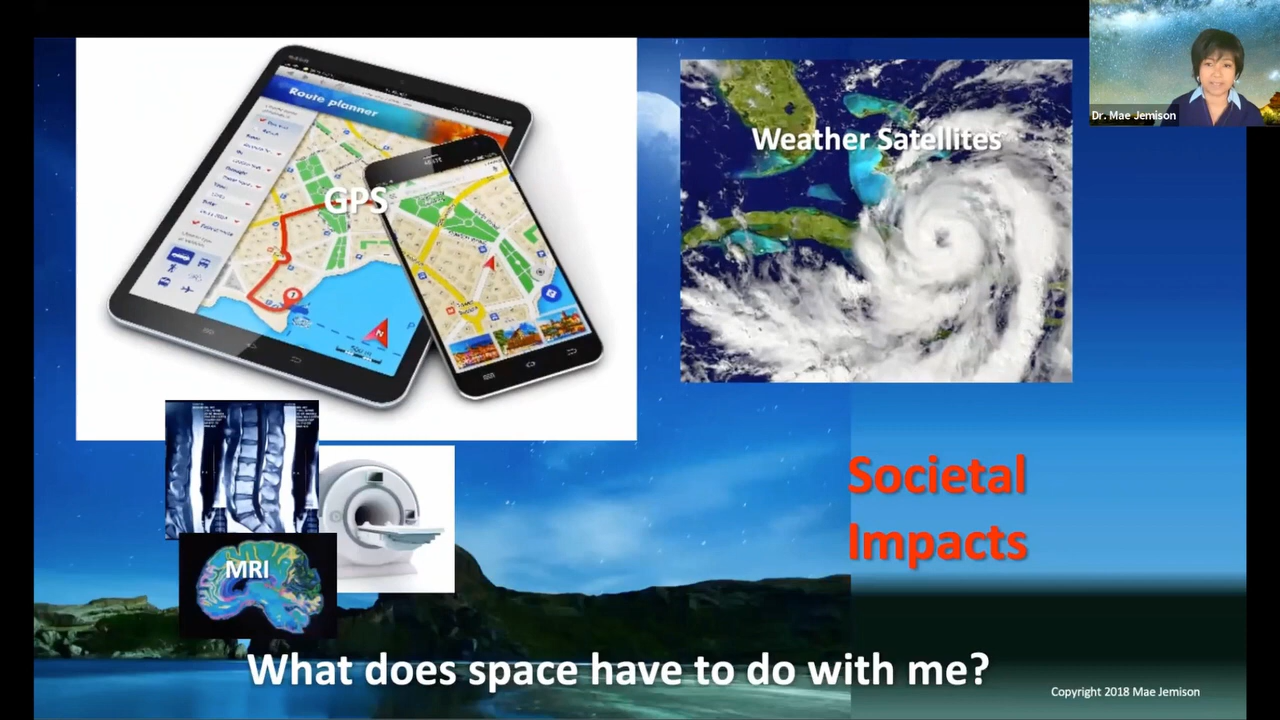 Route planner
GPS
Weather Satellites
Dr. Mae Jemison
MRI
Societal
Impacts
What does space have to do with me?
Copyright 2018 Mae Jemison